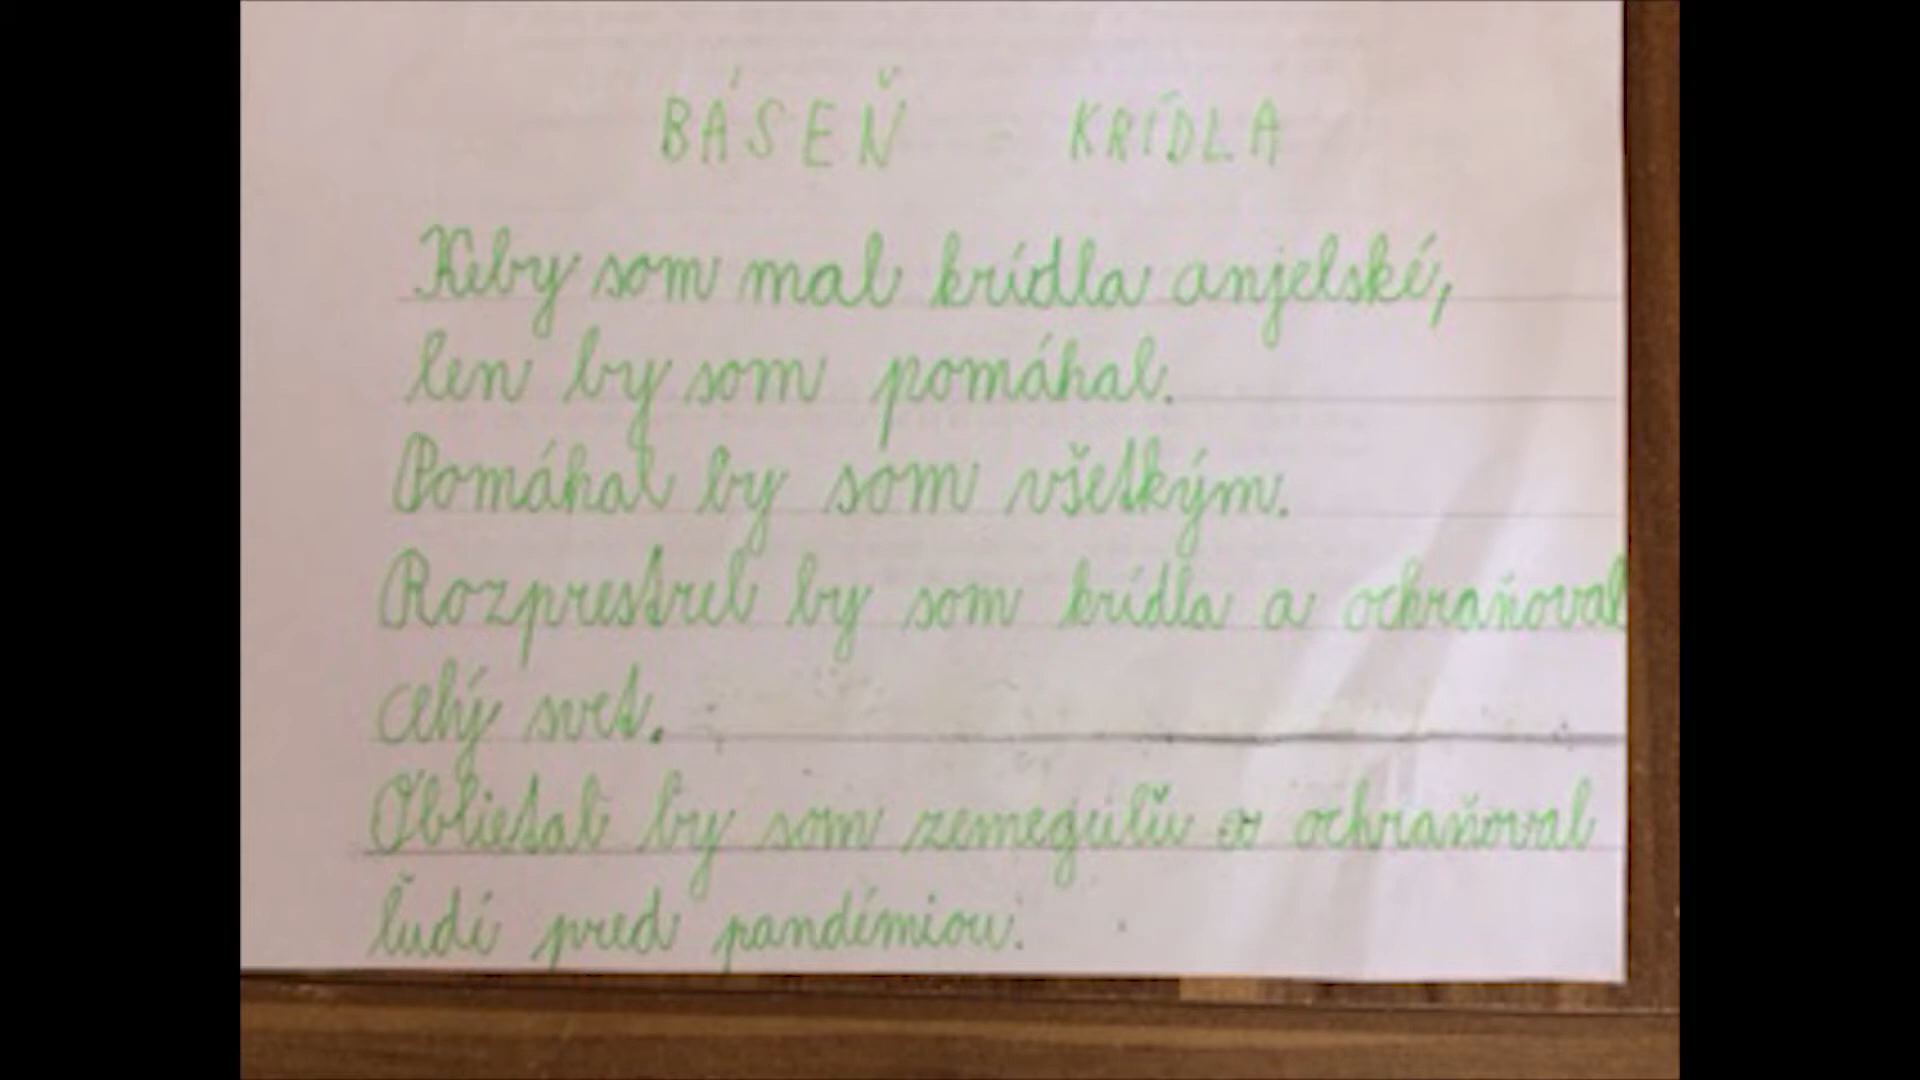 BÁSEŇ - KRÍDLA
Keby som mal krídla anjelské,
len by som pomáhal.
Pomáhal by som všetkým.
Rozprestrel by som krídla a ochraňoval
celý svet.
Oblietal by som zemeguľu a ochraňoval
ľudí pred pandémiou.